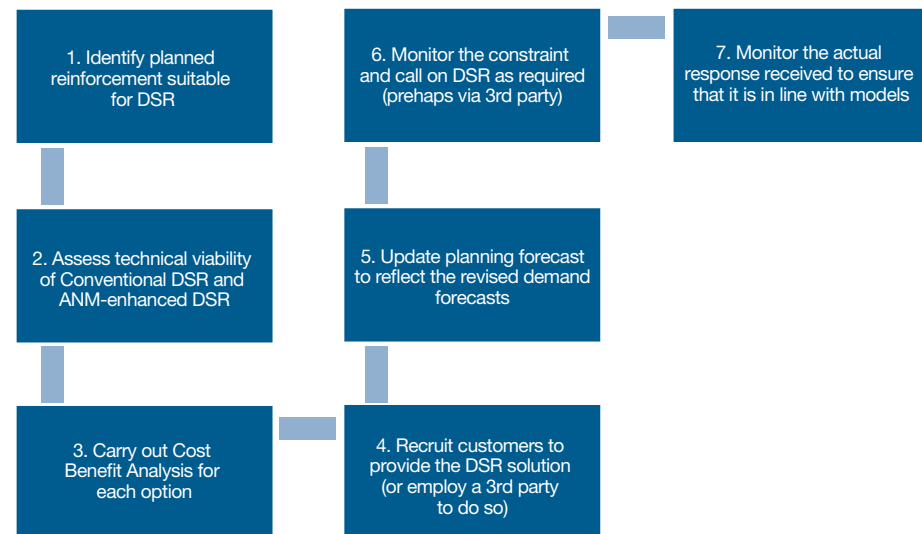 1. Identify planned
reinforcement suitable
for DSR
2. Assess technical viability
of Conventional DSR and
ANM-enhanced DSR
3. Carry out Cost
Benefit Analysis for
each option
4. Recruit customers to
provide the DSR solution
(or employ a 3rd party
to do so)
5. Update planning forecast
to reflect the revised demand
forecasts
6. Monitor the constraint
and call on DSR as required
(prehaps via 3rd party)
7. Monitor the actual
response received to ensure
that it is in line with models